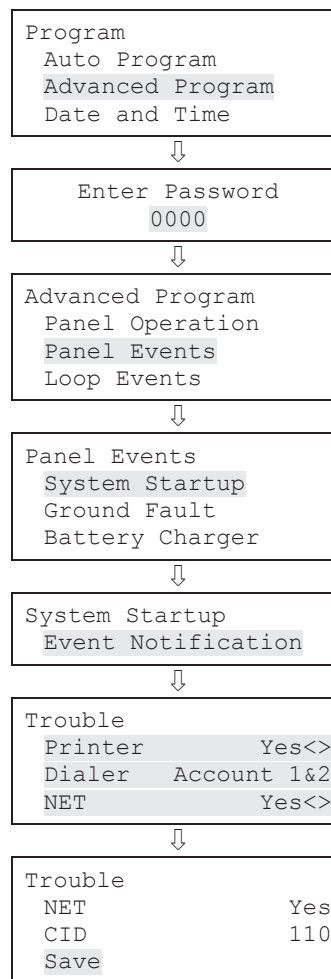 Program
Auto Program
Advanced Program
Date and Time
Enter Password
0000
Advanced Program
Panel Operation
Panel Events
Loop Events
Panel Events
System Startup
Ground Fault
Battery Charger
System Startup
Event Notification
Trouble
Printer Yes<>
Dialer Account 1&2
NET Yes<>
Trouble
NET Yes
CID 110
Save